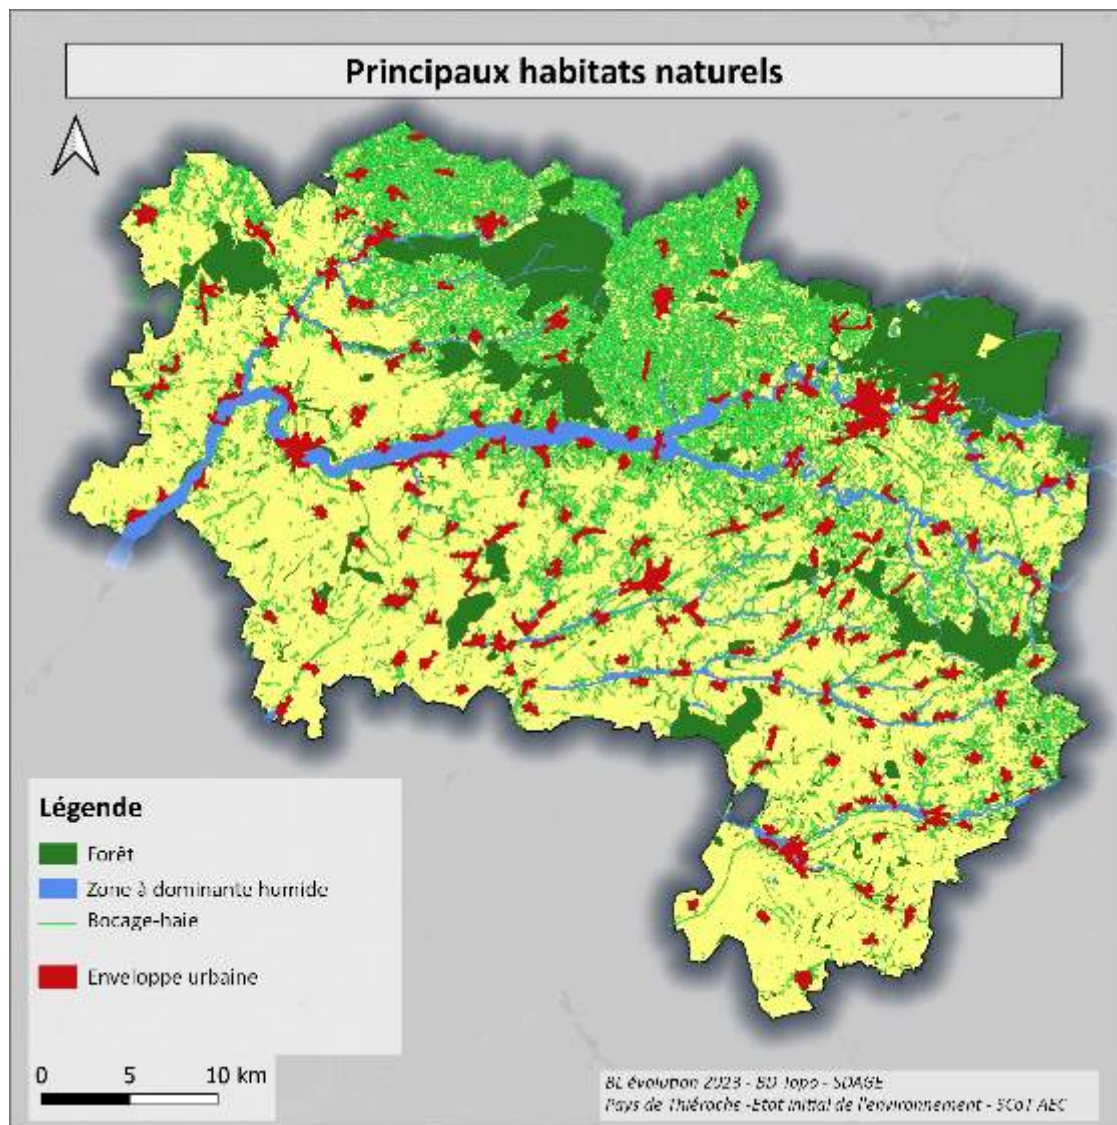 Principaux habitats naturels
Légende
Forêt
Zone à dominante humide
Bocage-haie
Enveloppe urbaine
0 5 10 km
BL évolution 2023 - BD Topo - SDAGE
Pays de Thiérache -Etat initial de l'environnement - SCoT AEC